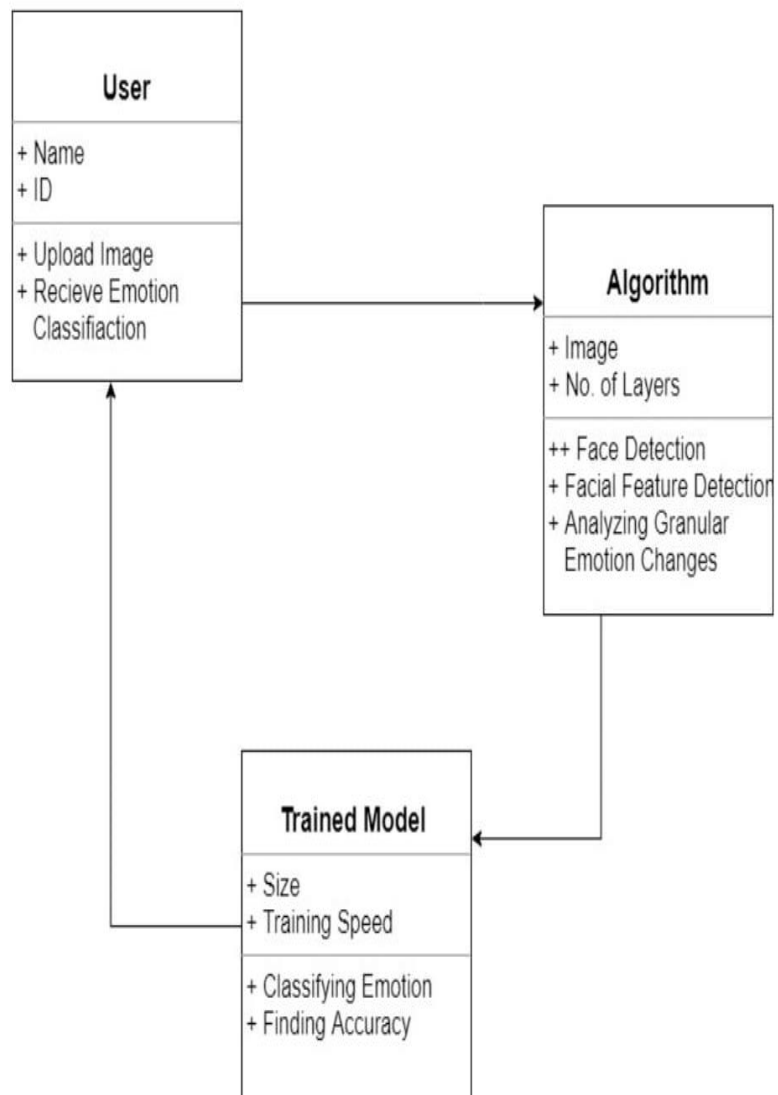 User
+ Name
+ ID
+ Upload Image
+ Recieve Emotion
Classifiaction
Algorithm
+ Image
+ No. of Layers
++ Face Detection
+ Facial Feature Detection
+ Analyzing Granular
Emotion Changes
Trained Model
+ Size
+ Training Speed
+ Classifying Emotion
+ Finding Accuracy